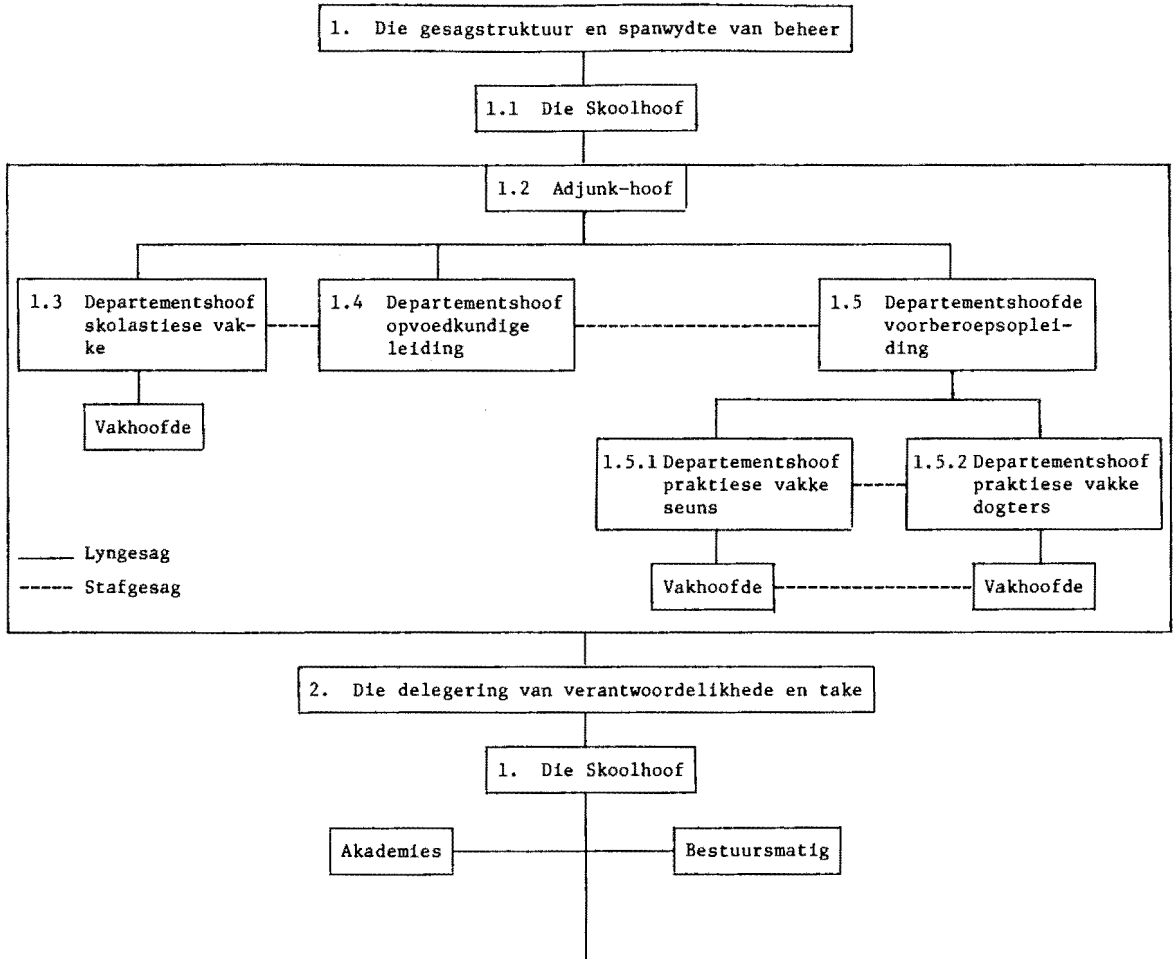 1. Die gesagstruktuur en spanwydte van beheer
1.1 Die Skoolhoof
1.2 Adjunk-hoof
1.3 Departementshoof
skolastiese vak-
ke
1.4 Departementshoof
opvoedkundige
leiding
1.5 Departementshoofde
voorberoepsoplei-
ding
Vakhoofde
1.5.1 Departementshoof
praktiese vakke
seuns
1.5.2 Departementshoof
praktiese vakke
dogters
Lyngesag
Stafgesag
Vakhoofde
Vakhoofde
2. Die delegering van verantwoordelikhede en take
1. Die Skoolhoof
Akademies
Bestuursmatig